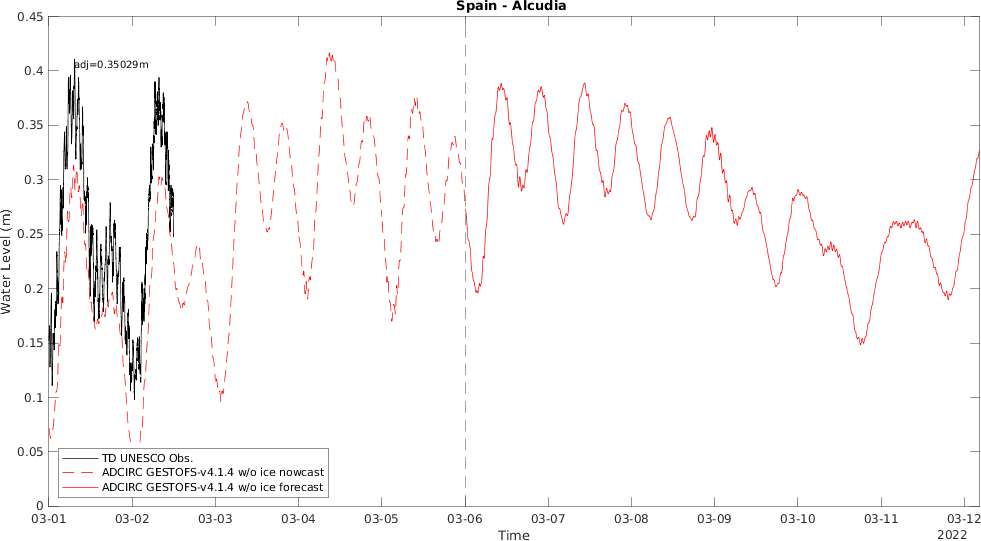 Spain - Alcudia
adj=0.35029m
0.45
0.4
0.35
0.3
0.25
0.2
0.15
0.1
0.05
0
Water Level (m)
TD UNESCO Obs.
ADCIRC GESTOFS-v4.1.4 w/o ice nowcast
ADCIRC GESTOFS-v4.1.4 w/o ice forecast
03-01 03-02 03-03 03-04 03-05 03-06 03-07 03-08 03-09 03-10 03-11 03-12
Time
2022